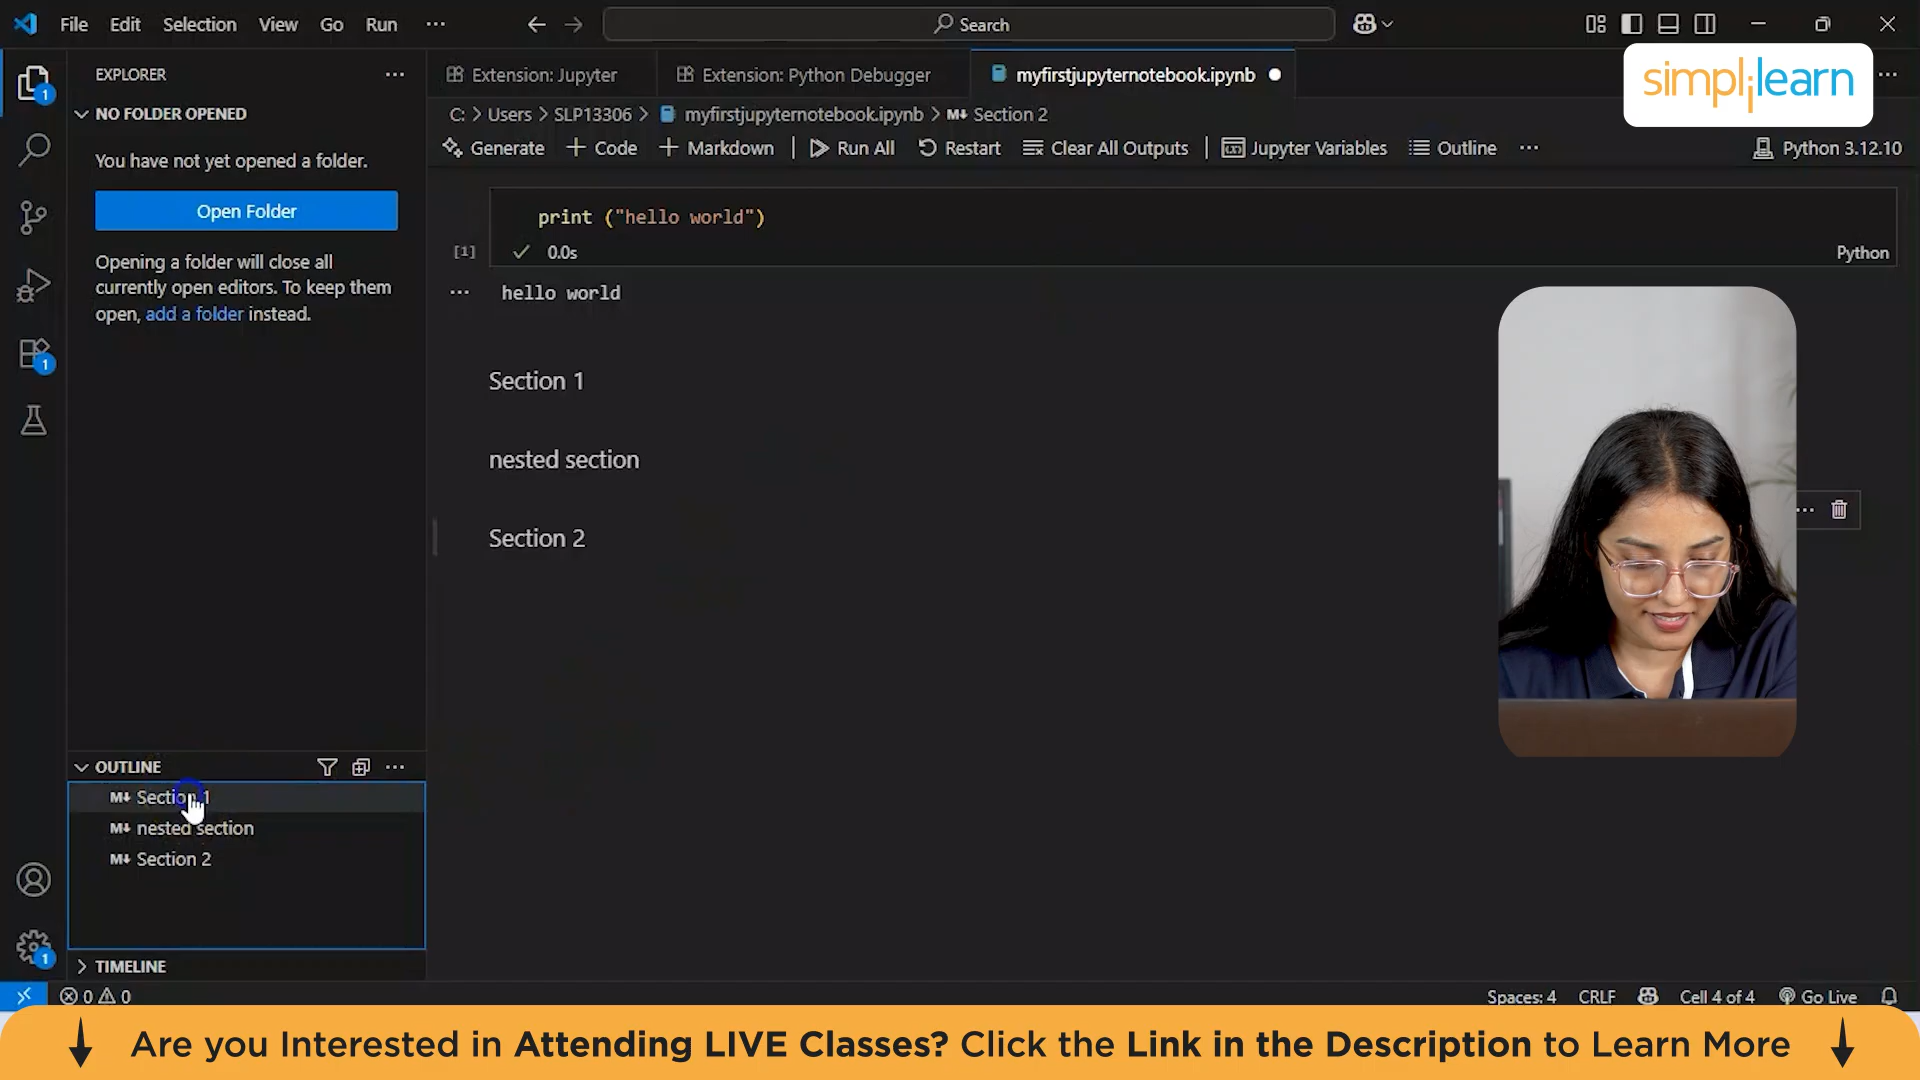 File Edit Selection View Go Run ··· Search
simplilearn
EXPLORER
NO FOLDER OPENED
You have not yet opened a folder.
Open Folder
Opening a folder will close all
currently open editors. To keep them
open, add a folder instead.
Extension: Jupyter Extension: Python Debugger myfirstjupyternotebook.ipynb
C: > Users > SLP13306 > myfirstjupyternotebook.ipynb > M↓ Section 2
Generate + Code + Markdown Run All Restart Clear All Outputs Jupyter Variables Outline ··· Python 3.12.10
print ("hello world")
[1] ✓ 0.0s Python
··· hello world
Section 1
nested section
Section 2
OUTLINE
M↓ Section 1
M↓ nested section
M↓ Section 2
TIMELINE
1
1
1
0 0 Spaces: 4 CRLF Cell 4 of 4 Go Live
Are you Interested in Attending LIVE Classes? Click the Link in the Description to Learn More